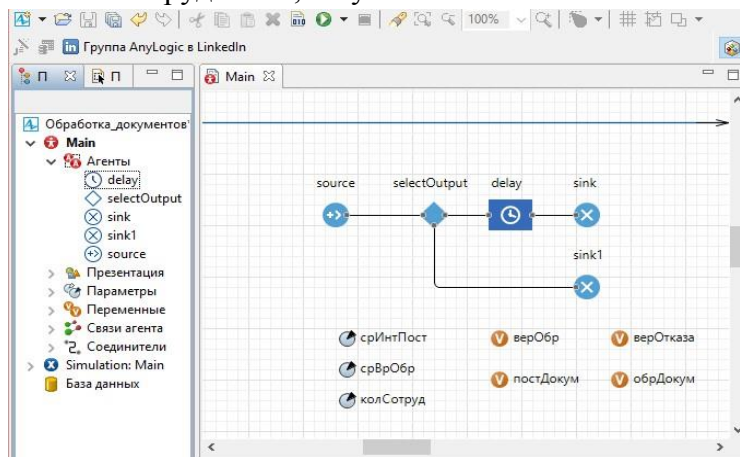 100%
Группа AnyLogic в LinkedIn
П
П
Main
Обработка_документов
Main
Агенты
delay
selectOutput
sink
sink1
source
Презентация
Параметры
Переменные
Связи агента
Соединители
Simulation: Main
База данных
source selectOutput delay sink
sink1
срИнтПост верОбр верОтказа
срВрОбр
постДокум обрДокум
колСотруд